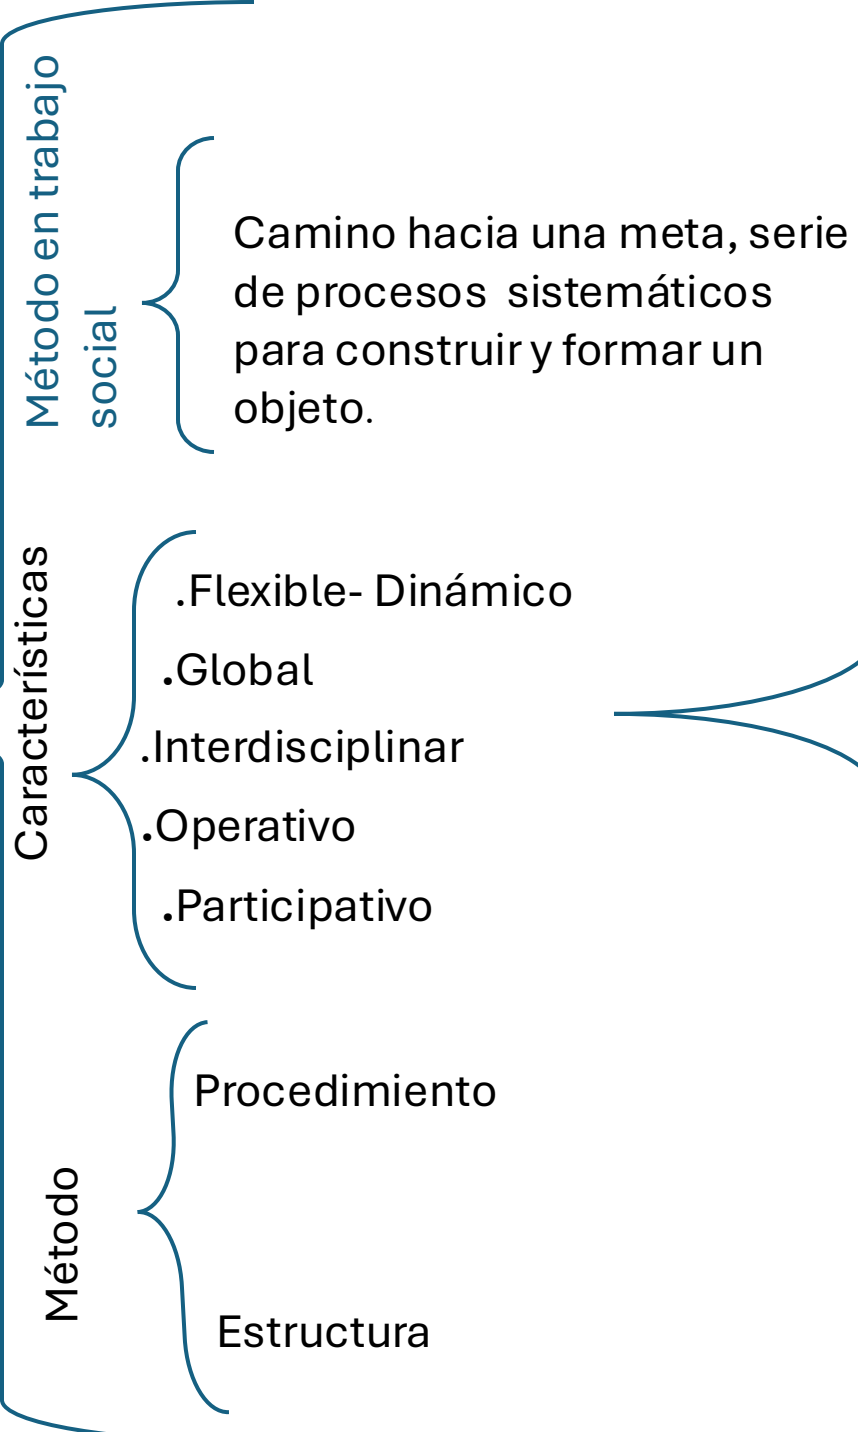 Método en trabajo
social
Camino hacia una meta, serie
de procesos sistemáticos
para construir y formar un
objeto.
Características
.Flexible- Dinámico
.Global
.Interdisciplinar
.Operativo
.Participativo
Método
Procedimiento
Estructura